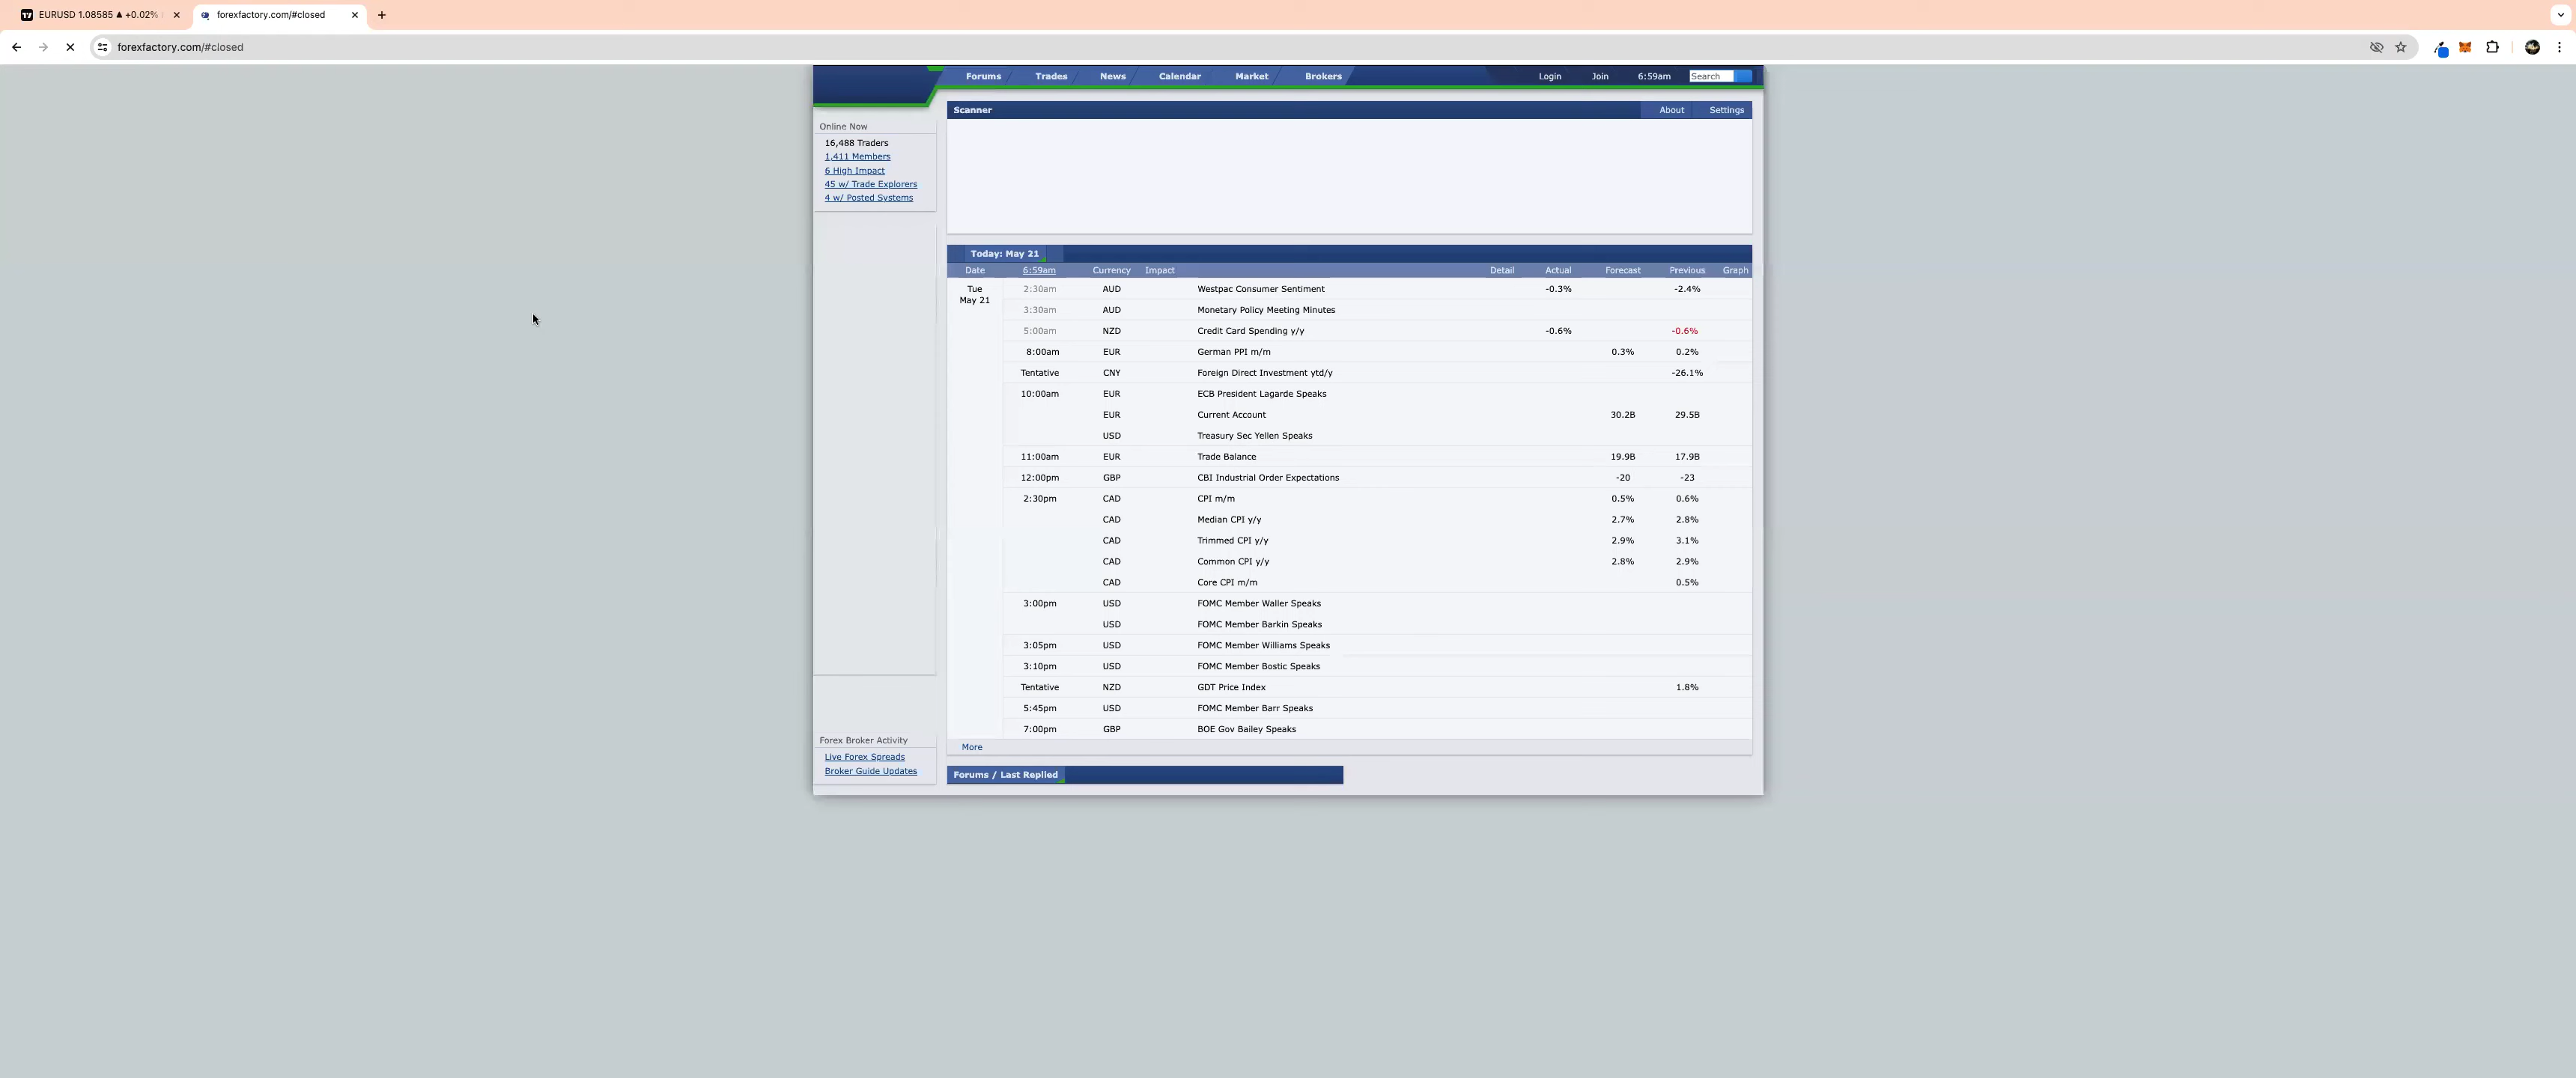 EURUSD 1.08585 ▲ +0.02%
forexfactory.com/#closed
forexfactory.com/#closed
Forums Trades News Calendar Market Brokers Login Join 6:59am Search
Scanner About Settings
Online Now
16,488 Traders
1,411 Members
6 High Impact
45 w/ Trade Explorers
4 w/ Posted Systems
Today: May 21
Date 6:59am Currency Impact Detail Actual Forecast Previous Graph
Tue
May 21
2:30am AUD Westpac Consumer Sentiment -0.3% -2.4%
3:30am AUD Monetary Policy Meeting Minutes
5:00am NZD Credit Card Spending y/y -0.6% -0.6%
8:00am EUR German PPI m/m 0.3% 0.2%
Tentative CNY Foreign Direct Investment ytd/y -26.1%
10:00am EUR ECB President Lagarde Speaks
EUR Current Account 30.2B 29.5B
USD Treasury Sec Yellen Speaks
11:00am EUR Trade Balance 19.9B 17.9B
12:00pm GBP CBI Industrial Order Expectations -20 -23
2:30pm CAD CPI m/m 0.5% 0.6%
CAD Median CPI y/y 2.7% 2.8%
CAD Trimmed CPI y/y 2.9% 3.1%
CAD Common CPI y/y 2.8% 2.9%
CAD Core CPI m/m 0.5%
3:00pm USD FOMC Member Waller Speaks
USD FOMC Member Barkin Speaks
3:05pm USD FOMC Member Williams Speaks
3:10pm USD FOMC Member Bostic Speaks
Tentative NZD GDT Price Index 1.8%
5:45pm USD FOMC Member Barr Speaks
7:00pm GBP BOE Gov Bailey Speaks
More
Forex Broker Activity
Live Forex Spreads
Broker Guide Updates
Forums / Last Replied